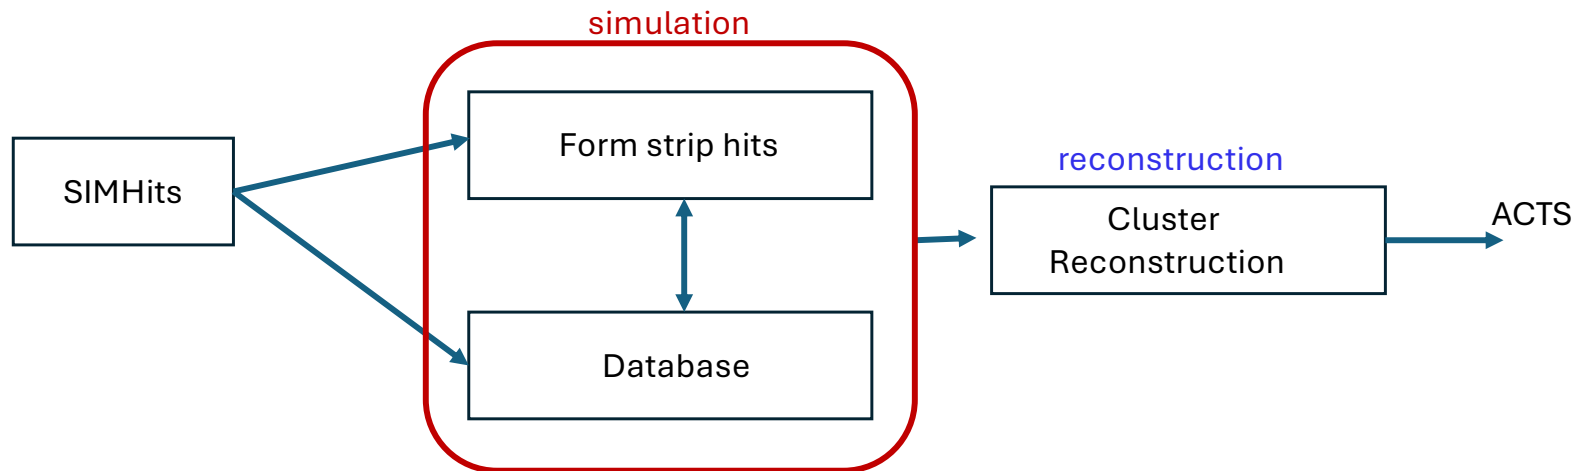 simulation
SIMHits
Form strip hits
Database
reconstruction
Cluster
Reconstruction
ACTS